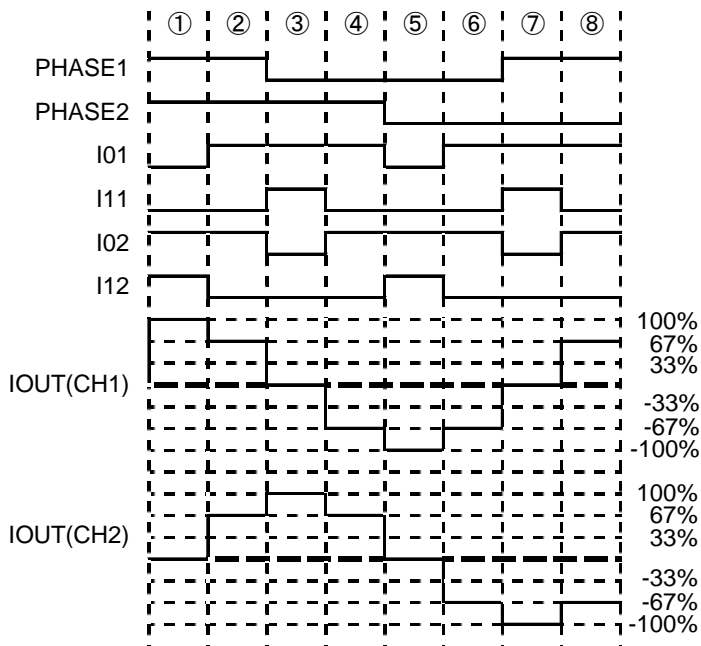 ① ② ③ ④ ⑤ ⑥ ⑦ ⑧
PHASE1
PHASE2
I01
I11
I02
I12
100%
67%
33%
IOUT(CH1)
-33%
-67%
-100%
100%
67%
IOUT(CH2)
33%
-33%
-67%
-100%